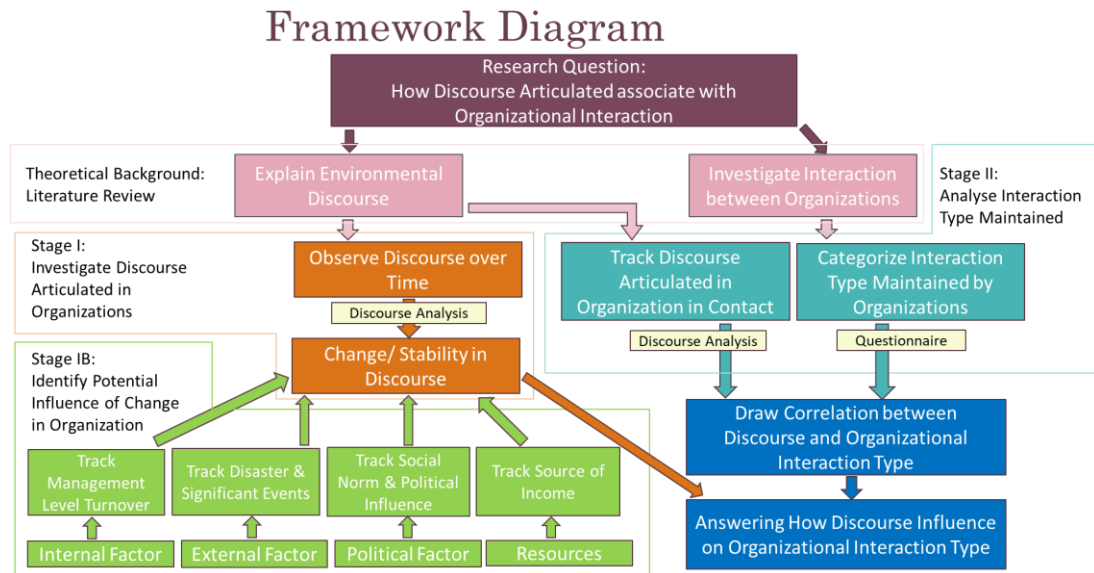 Framework Diagram
Research Question:
How Discourse Articulated associate with
Organizational Interaction
Theoretical Background:
Literature Review
Explain Environmental
Discourse
Investigate Interaction
between Organizations
Stage II:
Analyse Interaction
Type Maintained
Stage I:
Investigate Discourse
Articulated in
Organizations
Observe Discourse over
Time
Discourse Analysis
Change/ Stability in
Discourse
Track Discourse
Articulated in
Organization in Contact
Discourse Analysis
Categorize Interaction
Type Maintained by
Organizations
Questionnaire
Stage IB:
Identify Potential
Influence of Change
in Organization
Track
Management
Level Turnover
Track Disaster &
Significant Events
Track Social
Norm & Political
Influence
Track Source of
Income
Internal Factor
External Factor
Political Factor
Resources
Draw Correlation between
Discourse and Organizational
Interaction Type
Answering How Discourse Influence
on Organizational Interaction Type